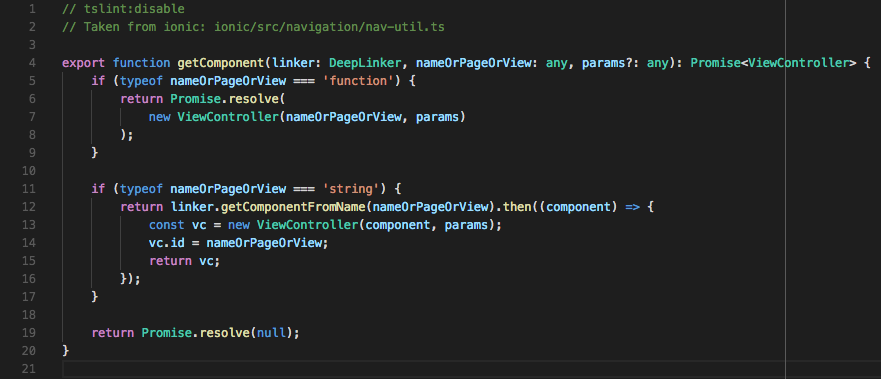 1 // tslint:disable
2 // Taken from ionic: ionic/src/navigation/nav-util.ts
3
4 export function getComponent(linker: DeepLinker, nameOrPageOrView: any, params?: any): Promise<ViewController> {
5     if (typeof nameOrPageOrView === 'function') {
6         return Promise.resolve(
7             new ViewController(nameOrPageOrView, params)
8         );
9     }
10
11     if (typeof nameOrPageOrView === 'string') {
12         return linker.getComponentFromName(nameOrPageOrView).then((component) => {
13             const vc = new ViewController(component, params);
14             vc.id = nameOrPageOrView;
15             return vc;
16         });
17     }
18
19     return Promise.resolve(null);
20 }
21